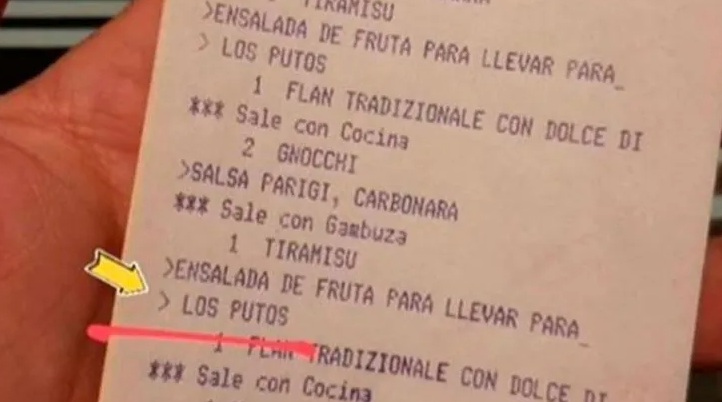 TIRAMISU
>ENSALADA DE FRUTA PARA LLEVAR PARA_
> LOS PUTOS
1 FLAN TRADIZIONALE CON DOLCE DI
*** Sale con Cocina
2 GNOCCHI
>SALSA PARIGI, CARBONARA
*** Sale con Gambuza
1 TIRAMISU
>ENSALADA DE FRUTA PARA LLEVAR PARA_
> LOS PUTOS
1 FLAN TRADIZIONALE CON DOLCE DI
*** Sale con Cocina